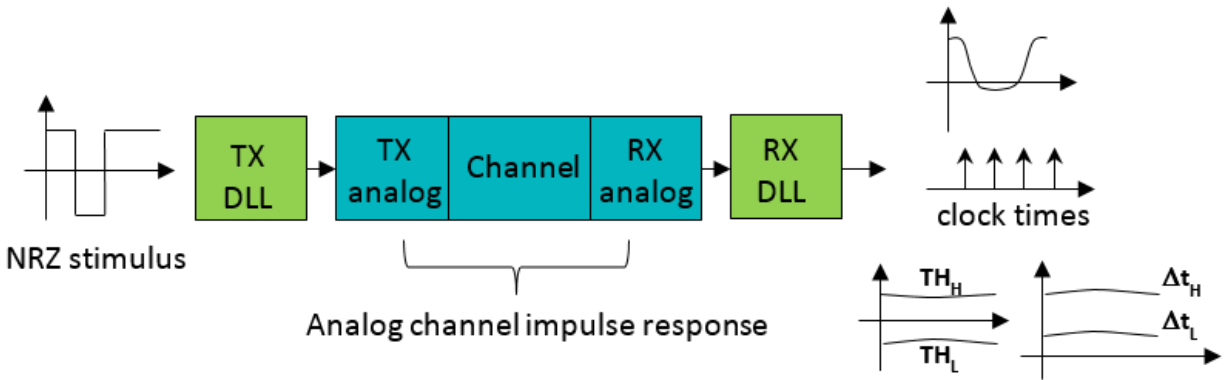 NRZ stimulus
TX
DLL
TX
analog
Channel
RX
analog
RX
DLL
Analog channel impulse response
clock times
TH_H
TH_L
Δt_H
Δt_L